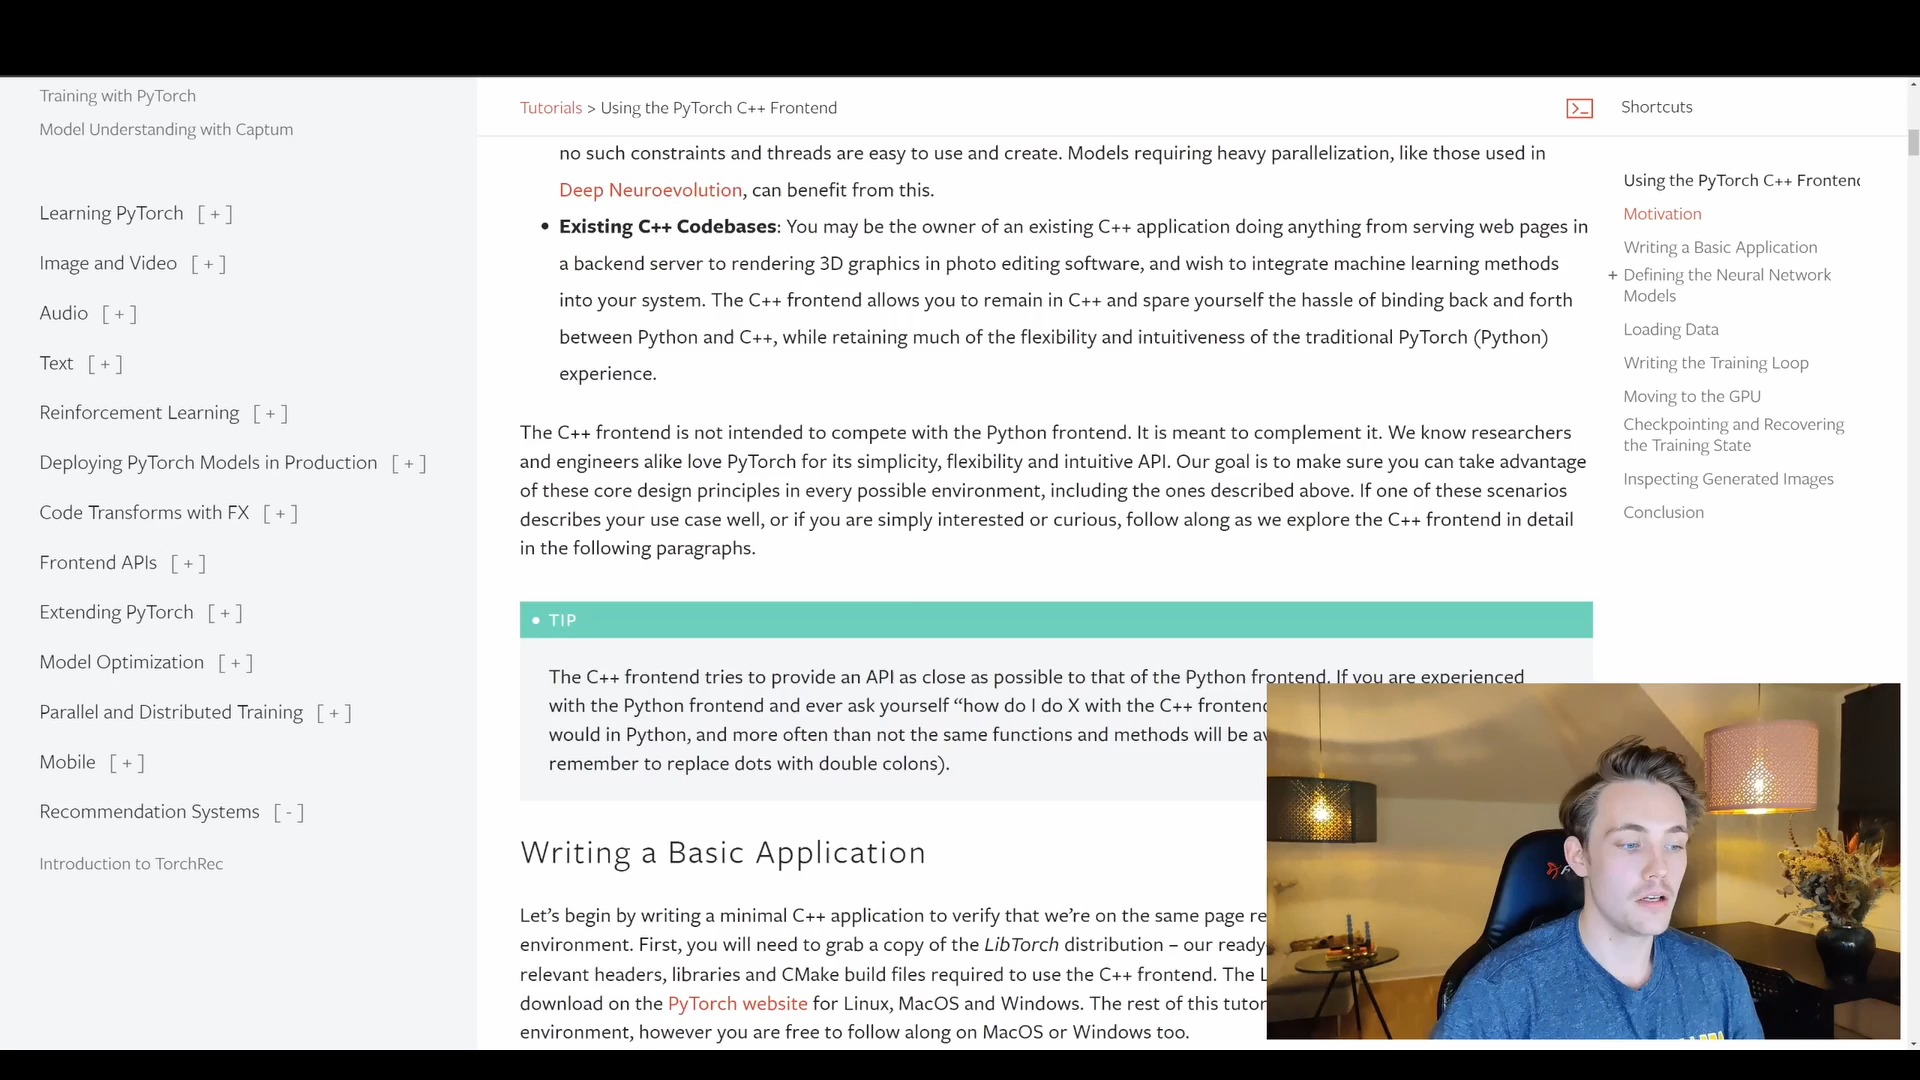 Training with PyTorch
Model Understanding with Captum
Learning PyTorch [ + ]
Image and Video [ + ]
Audio [ + ]
Text [ + ]
Reinforcement Learning [ + ]
Deploying PyTorch Models in Production [ + ]
Code Transforms with FX [ + ]
Frontend APIs [ + ]
Extending PyTorch [ + ]
Model Optimization [ + ]
Parallel and Distributed Training [ + ]
Mobile [ + ]
Recommendation Systems [ - ]
Introduction to TorchRec
Tutorials > Using the PyTorch C++ Frontend
no such constraints and threads are easy to use and create. Models requiring heavy parallelization, like those used in
Deep Neuroevolution, can benefit from this.
• Existing C++ Codebases: You may be the owner of an existing C++ application doing anything from serving web pages in
a backend server to rendering 3D graphics in photo editing software, and wish to integrate machine learning methods
into your system. The C++ frontend allows you to remain in C++ and spare yourself the hassle of binding back and forth
between Python and C++, while retaining much of the flexibility and intuitiveness of the traditional PyTorch (Python)
experience.
The C++ frontend is not intended to compete with the Python frontend. It is meant to complement it. We know researchers
and engineers alike love PyTorch for its simplicity, flexibility and intuitive API. Our goal is to make sure you can take advantage
of these core design principles in every possible environment, including the ones described above. If one of these scenarios
describes your use case well, or if you are simply interested or curious, follow along as we explore the C++ frontend in detail
in the following paragraphs.
• TIP
The C++ frontend tries to provide an API as close as possible to that of the Python frontend. If you are experienced
with the Python frontend and ever ask yourself “how do I do X with the C++ frontend
would in Python, and more often than not the same functions and methods will be
remember to replace dots with double colons).
Writing a Basic Application
Let’s begin by writing a minimal C++ application to verify that we’re on the same page
environment. First, you will need to grab a copy of the LibTorch distribution – our ready
relevant headers, libraries and CMake build files required to use the C++ frontend. The
download on the PyTorch website for Linux, MacOS and Windows. The rest of this
environment, however you are free to follow along on MacOS or Windows too.
Shortcuts
Using the PyTorch C++ Frontend
Motivation
Writing a Basic Application
+ Defining the Neural Network
Models
Loading Data
Writing the Training Loop
Moving to the GPU
Checkpointing and Recovering
the Training State
Inspecting Generated Images
Conclusion